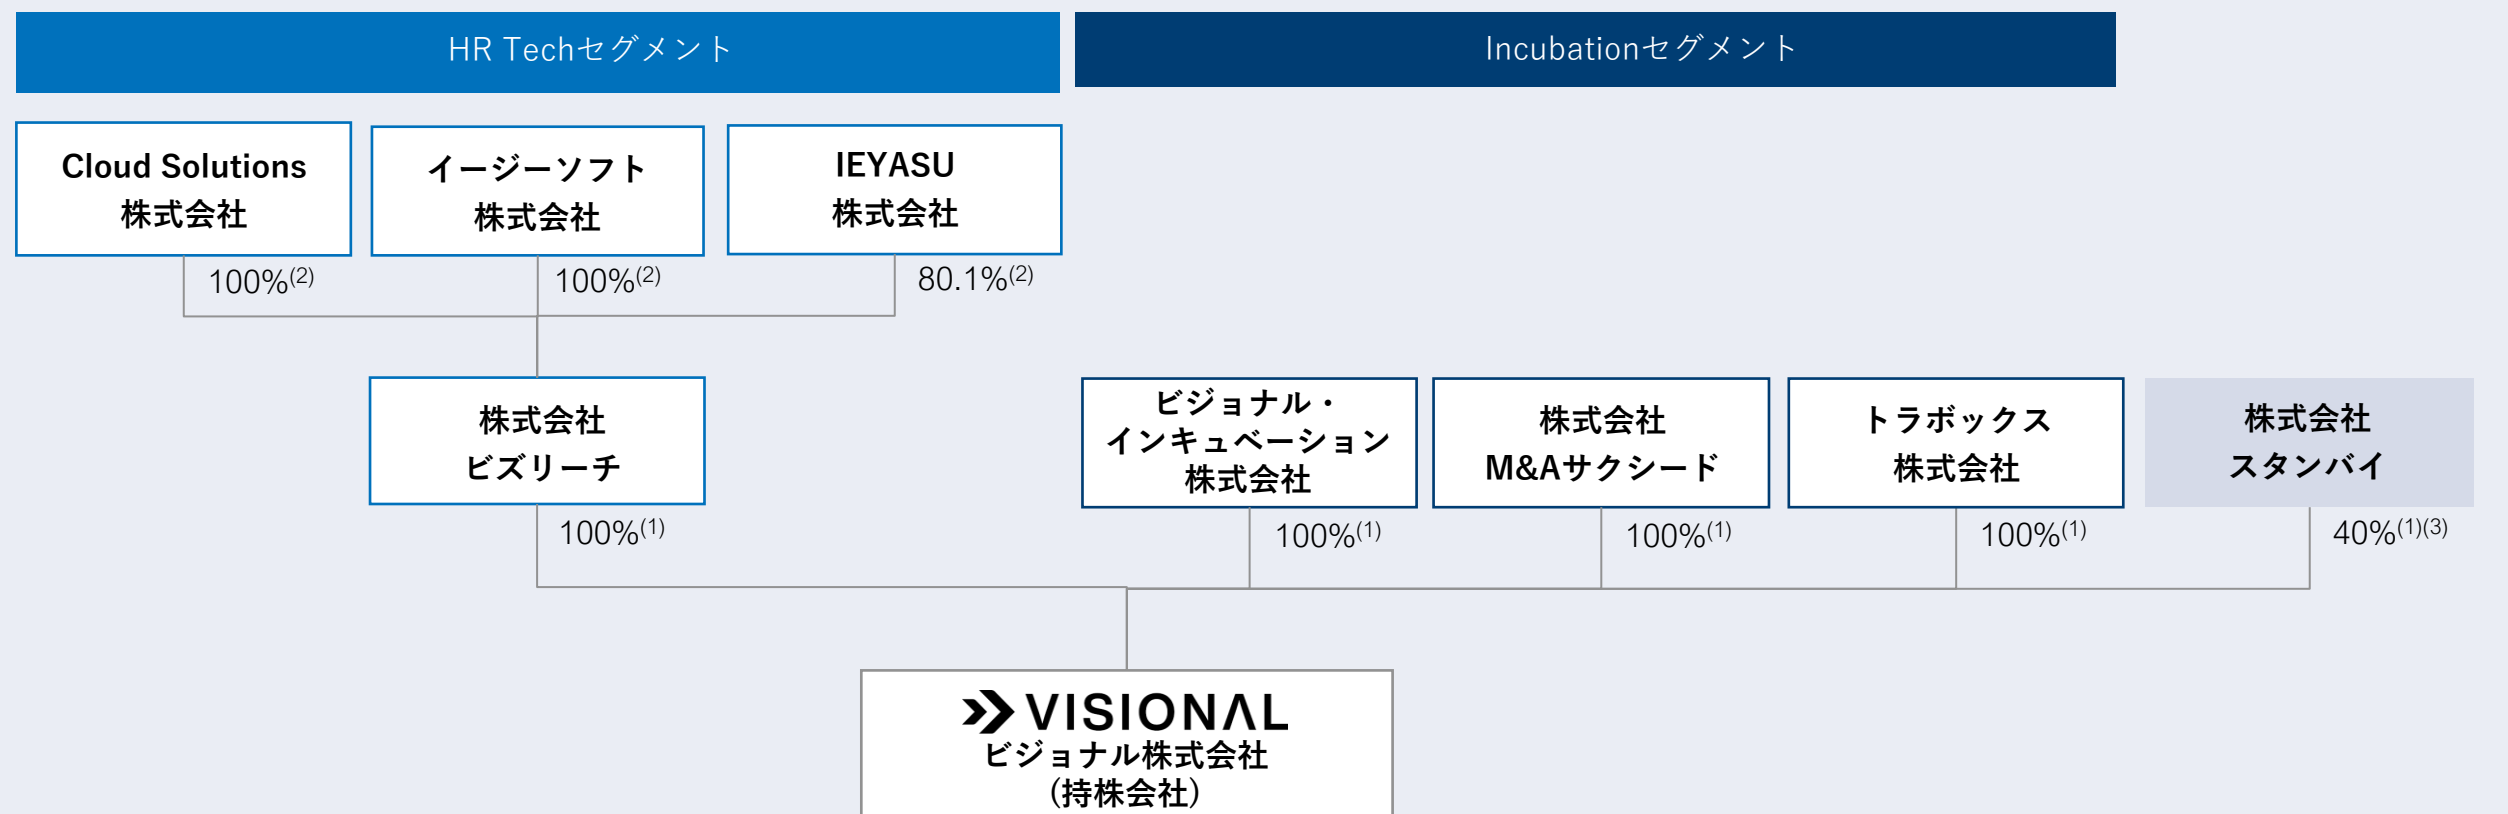 HR Techセグメント
Incubationセグメント
Cloud Solutions
株式会社
イージーソフト
株式会社
IEYASU
株式会社
100%(2)
100%(2)
80.1%(2)
株式会社
ビズリーチ
ビジョナル・
インキュベーション
株式会社
株式会社
M&Aサクシード
トラボックス
株式会社
株式会社
スタンバイ
100%(1)
100%(1)
100%(1)
100%(1)
40%(1)(3)
VISIONAL
ビジョナル株式会社
(持株会社)